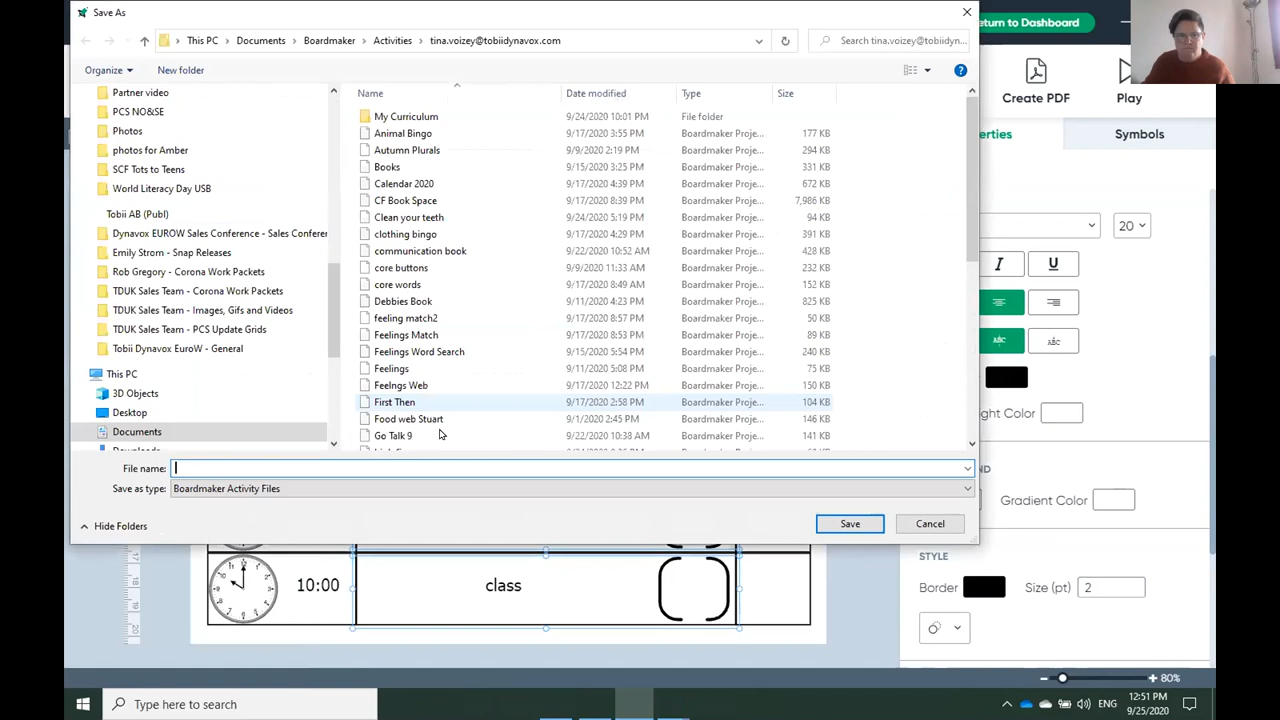 Save As
eturn to Dashboard
This PC > Documents > Boardmaker > Activities > tina.voizey@tobiidynavox.com
Search tina.voizey@tobiidyn...
Organize New folder
Create PDF Play
Name Date modified Type Size
erties Symbols
Partner video
PCS NO&SE
Photos
photos for Amber
SCF Tots to Teens
World Literacy Day USB
Tobii AB (Publ)
Dynavox EUROW Sales Conference - Sales Conferen
Emily Strom - Snap Releases
Rob Gregory - Corona Work Packets
TDUK Sales Team - Corona Work Packets
TDUK Sales Team - Images, Gifs and Videos
TDUK Sales Team - PCS Update Grids
Tobii Dynavox EuroW - General
This PC
3D Objects
Desktop
Documents
My Curriculum 9/24/2020 10:01 PM File folder
Animal Bingo 9/17/2020 3:55 PM Boardmaker Proje... 177 KB
Autumn Plurals 9/9/2020 2:19 PM Boardmaker Proje... 294 KB
Books 9/15/2020 3:25 PM Boardmaker Proje... 331 KB
Calendar 2020 9/17/2020 4:39 PM Boardmaker Proje... 672 KB
CF Book Space 9/17/2020 8:39 PM Boardmaker Proje... 7,986 KB
Clean your teeth 9/24/2020 5:19 PM Boardmaker Proje... 94 KB
clothing bingo 9/17/2020 4:29 PM Boardmaker Proje... 391 KB
communication book 9/22/2020 10:52 AM Boardmaker Proje... 428 KB
core buttons 9/9/2020 11:33 AM Boardmaker Proje... 232 KB
core words 9/17/2020 8:49 AM Boardmaker Proje... 152 KB
Debbies Book 9/11/2020 4:23 PM Boardmaker Proje... 825 KB
feeling match2 9/17/2020 8:57 PM Boardmaker Proje... 50 KB
Feelings Match 9/17/2020 8:53 PM Boardmaker Proje... 89 KB
Feelings Word Search 9/15/2020 5:54 PM Boardmaker Proje... 240 KB
Feelings 9/11/2020 5:08 PM Boardmaker Proje... 75 KB
Feelngs Web 9/17/2020 12:22 PM Boardmaker Proje... 150 KB
First Then 9/17/2020 2:58 PM Boardmaker Proje... 104 KB
Food web Stuart 9/1/2020 2:45 PM Boardmaker Proje... 146 KB
Go Talk 9 9/22/2020 10:38 AM Boardmaker Proje... 141 KB
20
I U
ABC ABC
ght Color
ND
Gradient Color
File name:
Save as type: Boardmaker Activity Files
Hide Folders Save Cancel
STYLE
Border Size (pt) 2
17
18
19
20
10:00 class
80%
Type here to search
ENG
12:51 PM
9/25/2020